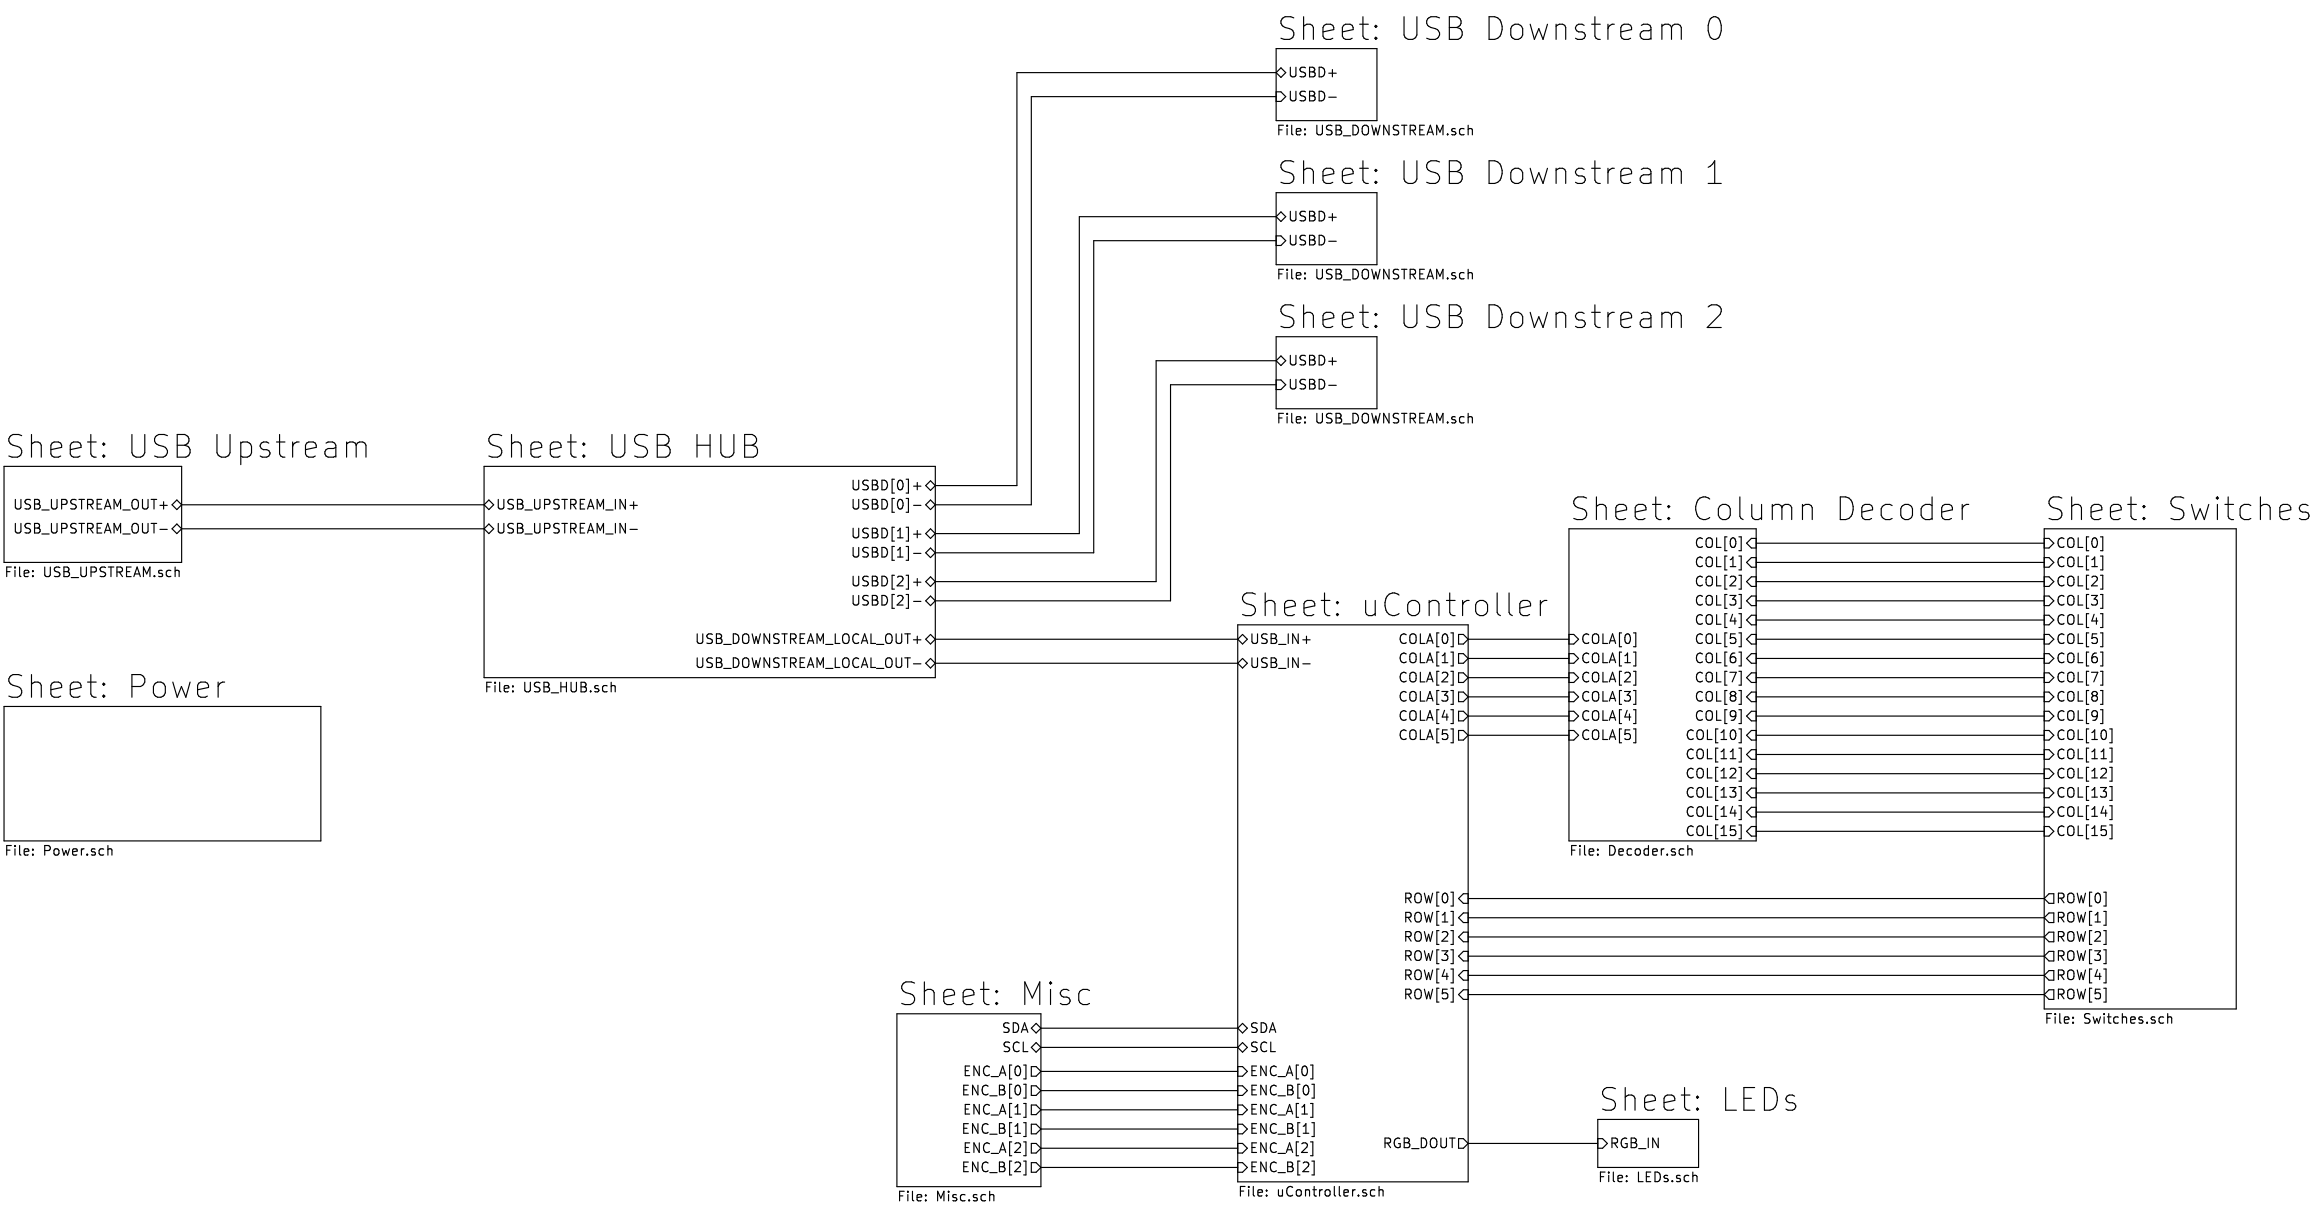 Sheet: USB Downstream 0
USBD+
USBD-
File: USB_DOWNSTREAM.sch
Sheet: USB Downstream 1
USBD+
USBD-
File: USB_DOWNSTREAM.sch
Sheet: USB Downstream 2
USBD+
USBD-
File: USB_DOWNSTREAM.sch
Sheet: USB Upstream
USB_UPSTREAM_OUT+
USB_UPSTREAM_OUT-
File: USB_UPSTREAM.sch
Sheet: USB HUB
USB_UPSTREAM_IN+
USB_UPSTREAM_IN-
USBD[0]+
USBD[0]-
USBD[1]+
USBD[1]-
USBD[2]+
USBD[2]-
USB_DOWNSTREAM_LOCAL_OUT+
USB_DOWNSTREAM_LOCAL_OUT-
File: USB_HUB.sch
Sheet: Power
File: Power.sch
Sheet: uController
USB_IN+
USB_IN-
SDA
SCL
ENC_A[0]
ENC_B[0]
ENC_A[1]
ENC_B[1]
ENC_A[2]
ENC_B[2]
COLA[0]
COLA[1]
COLA[2]
COLA[3]
COLA[4]
COLA[5]
ROW[0]
ROW[1]
ROW[2]
ROW[3]
ROW[4]
ROW[5]
RGB_DOUT
File: uController.sch
Sheet: Column Decoder
COLA[0]
COLA[1]
COLA[2]
COLA[3]
COLA[4]
COLA[5]
COL[0]
COL[1]
COL[2]
COL[3]
COL[4]
COL[5]
COL[6]
COL[7]
COL[8]
COL[9]
COL[10]
COL[11]
COL[12]
COL[13]
COL[14]
COL[15]
File: Decoder.sch
Sheet: Switches
COL[0]
COL[1]
COL[2]
COL[3]
COL[4]
COL[5]
COL[6]
COL[7]
COL[8]
COL[9]
COL[10]
COL[11]
COL[12]
COL[13]
COL[14]
COL[15]
ROW[0]
ROW[1]
ROW[2]
ROW[3]
ROW[4]
ROW[5]
File: Switches.sch
Sheet: Misc
SDA
SCL
ENC_A[0]
ENC_B[0]
ENC_A[1]
ENC_B[1]
ENC_A[2]
ENC_B[2]
File: Misc.sch
Sheet: LEDs
RGB_IN
File: LEDs.sch